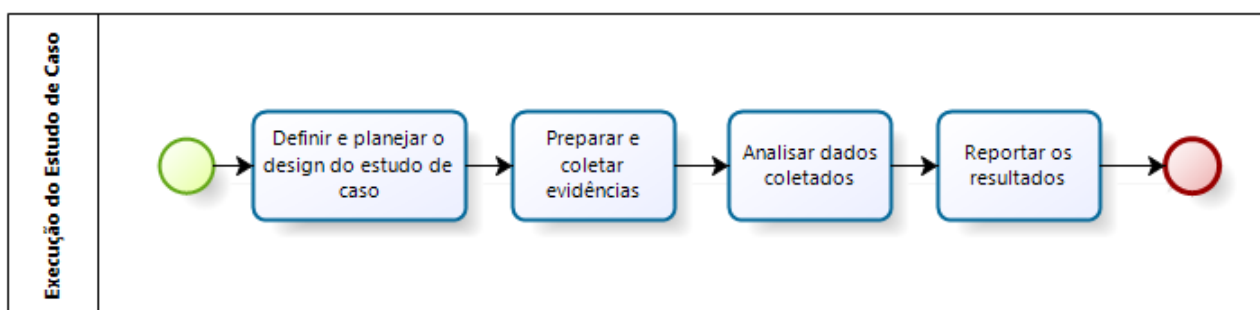 Execução do Estudo de Caso
Definir e planejar o
design do estudo de
caso
Preparar e
coletar
evidências
Analisar dados
coletados
Reportar os
resultados